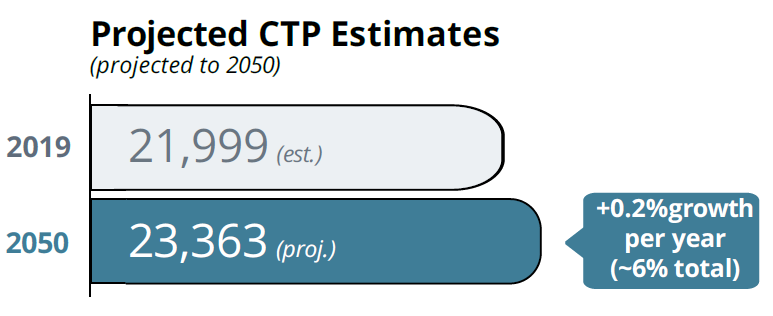 Projected CTP Estimates
(projected to 2050)
2019
21,999 (est.)
2050
23,363 (proj.)
+0.2%growth
per year
(~6% total)